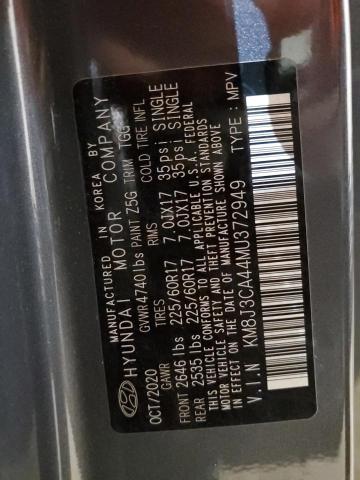 MANUFACTURED IN KOREA BY
HYUNDAI MOTOR COMPANY
OCT/2020 GVWR 4740 lbs PAINT Z5G TRIM TGG
GAWR TIRES RIMS COLD TIRE INFL
FRONT 2646 lbs 225/60R17 7.0JX17 35psi SINGLE
REAR 2535 lbs 225/60R17 7.0JX17 35psi SINGLE
THIS VEHICLE CONFORMS TO ALL APPLICABLE U.S.A. FEDERAL
MOTOR VEHICLE SAFETY AND THEFT PREVENTION STANDARDS
IN EFFECT ON THE DATE OF MANUFACTURE SHOWN ABOVE
V.I.N KM8J3CA44MU372949 TYPE : MPV